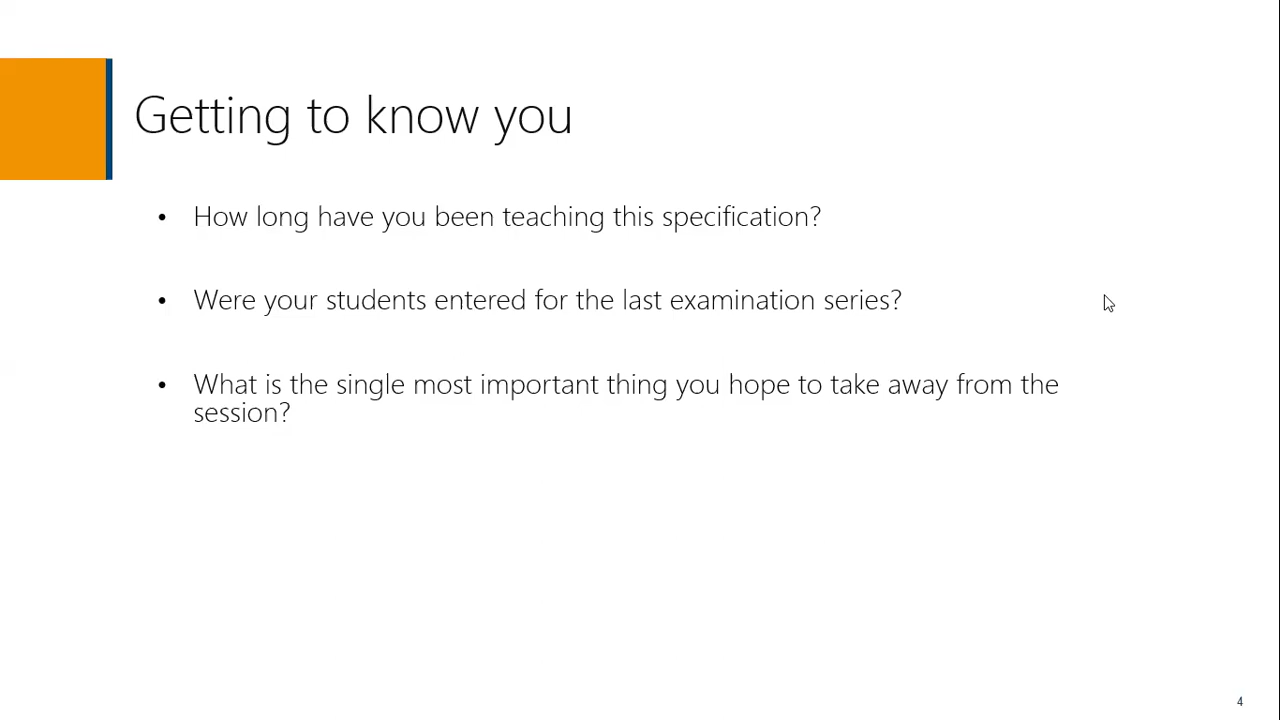 Getting to know you
• How long have you been teaching this specification?
• Were your students entered for the last examination series?
• What is the single most important thing you hope to take away from the
session?
4